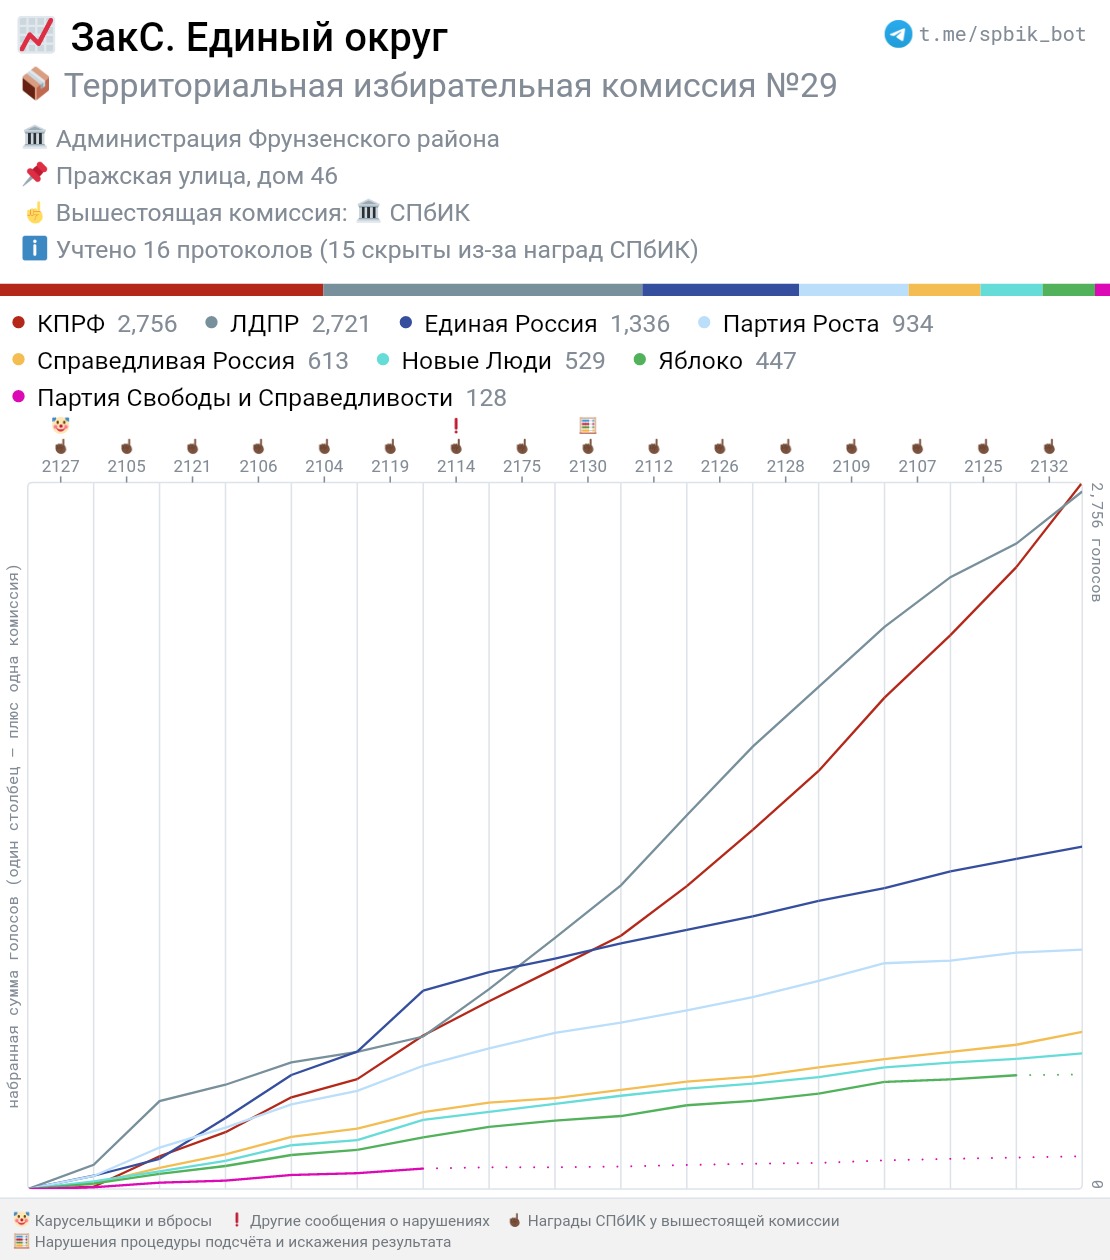 ЗакС. Единый округ
t.me/spbik_bot
Территориальная избирательная комиссия №29
Администрация Фрунзенского района
Пражская улица, дом 46
Вышестоящая комиссия: СПбИК
Учтено 16 протоколов (15 скрыты из-за наград СПбИК)
КПРФ 2,756 ЛДПР 2,721 Единая Россия 1,336 Партия Роста 934
Справедливая Россия 613 Новые Люди 529 Яблоко 447
Партия Свободы и Справедливости 128
2127 2105 2121 2106 2104 2119 2114 2175 2130 2112 2126 2128 2109 2107 2125 2132
набранная сумма голосов (один столбец – плюс одна комиссия)
2,756 голосов
0
Карусельщики и вбросы Другие сообщения о нарушениях Награды СПбИК у вышестоящей комиссии
Нарушения процедуры подсчёта и искажения результата